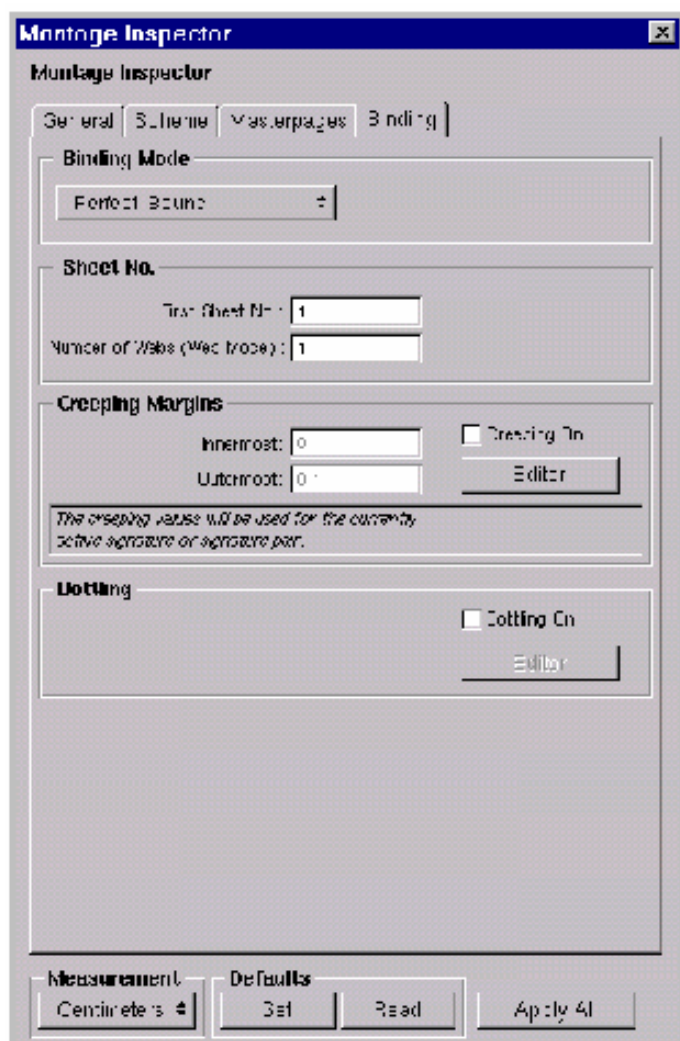 Montage Inspector
Montage Inspector
General Scheme Masterpages Binding
Binding Mode
Perfect Bound
Sheet No.
First Sheet No.: 1
Number of Webs (Web Mode): 1
Creeping Margins
Innermost: 0 Creeping On
Outermost: Editor
The creeping values will be used for the currently
active signature or signature pair.
Dotting On
Editor
Measurement Defaults
Centimeters Set Read Apply All